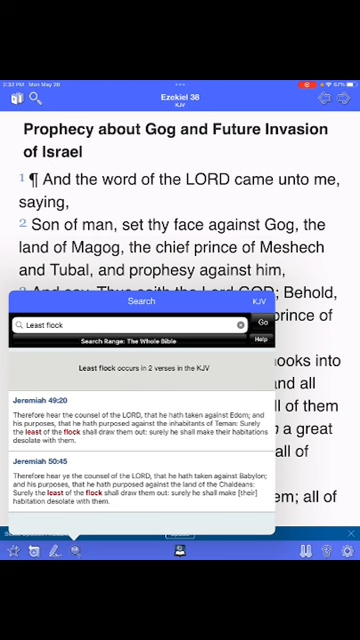 2:32 PM Mon May 20
67%
Ezekiel 38
KJV
Prophecy about Gog and Future Invasion
of Israel
1 ¶ And the word of the LORD came unto me,
saying,
2 Son of man, set thy face against Gog, the
land of Magog, the chief prince of Meshech
and Tubal, and prophesy against him,
Search
KJV
Least flock
Go
Search Range: The Whole Bible
Help
Least flock occurs in 2 verses in the KJV
Jeremiah 49:20
Therefore hear the counsel of the LORD, that he hath taken against Edom; and
his purposes, that he hath purposed against the inhabitants of Teman: Surely
the least of the flock shall draw them out: surely he shall make their habitations
desolate with them.
Jeremiah 50:45
Therefore hear ye the counsel of the LORD, that he hath taken against Babylon;
and his purposes, that he hath purposed against the land of the Chaldeans:
Surely the least of the flock shall draw them out: surely he shall make [their]
habitation desolate with them.
Behold,
prince of
hooks into
and all
all of them
a great
all of
em; all of